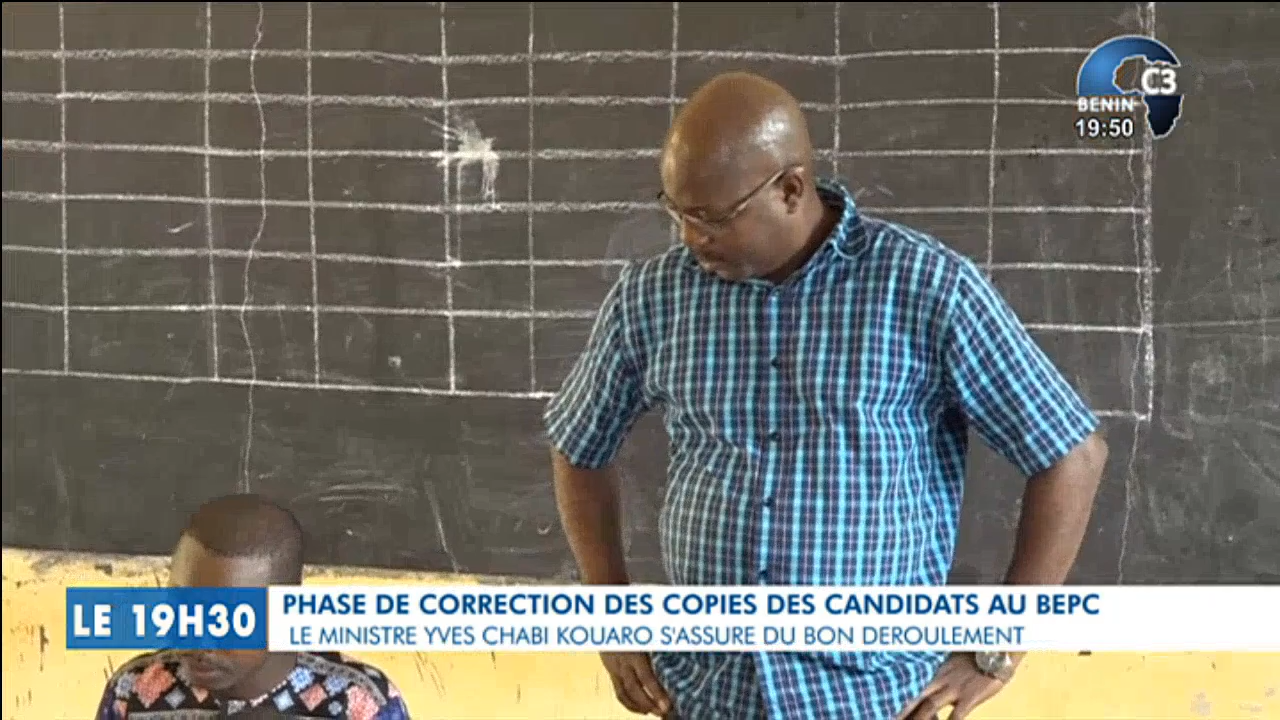 C3
BENIN
19:50
LE 19H30
PHASE DE CORRECTION DES COPIES DES CANDIDATS AU BEPC
LE MINISTRE YVES CHABI KOUARO S'ASSURE DU BON DEROULEMENT